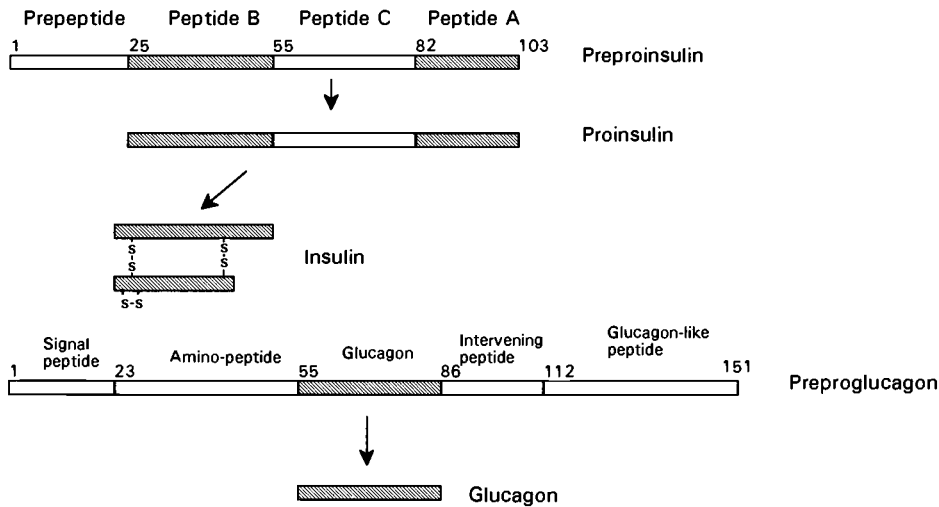 Prepeptide Peptide B Peptide C Peptide A
1 25 55 82 103
Preproinsulin
Proinsulin
S S
S S
Insulin
S-S
Signal peptide Amino-peptide Glucagon Intervening peptide Glucagon-like peptide
1 23 55 86 112 151
Preproglucagon
Glucagon